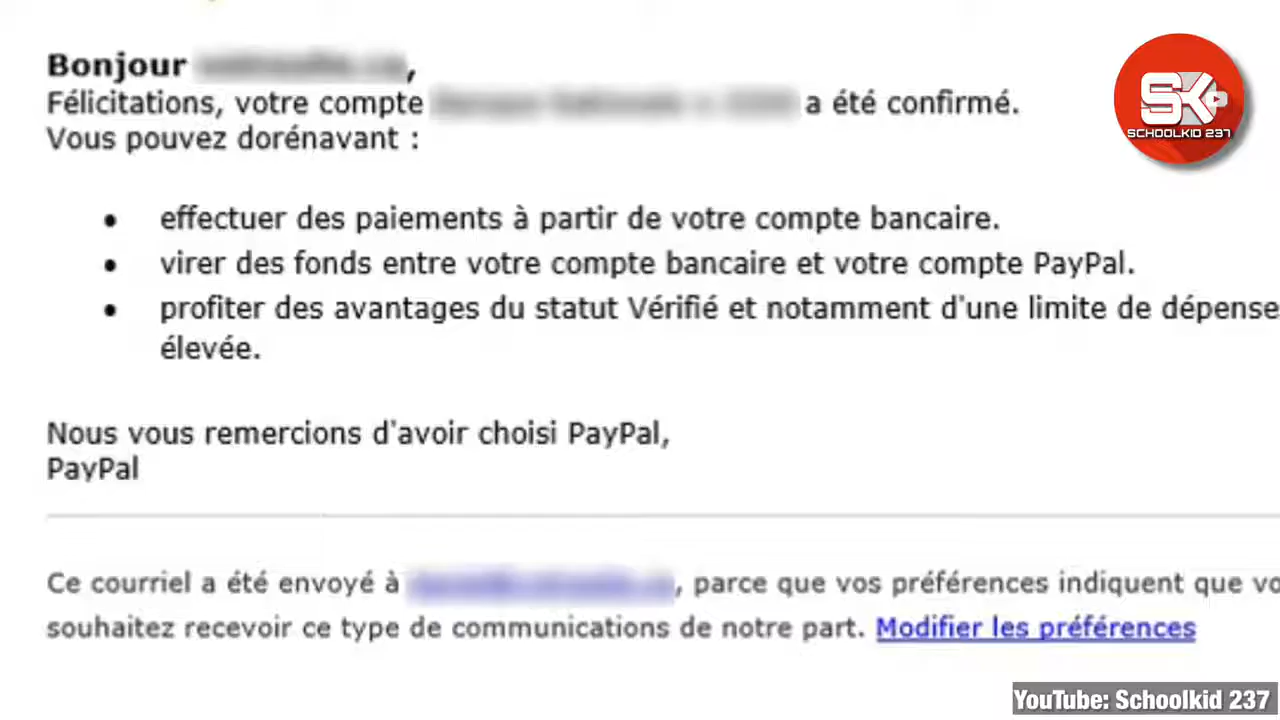 Bonjour ,
Félicitations, votre compte a été confirmé.
Vous pouvez dorénavant :
SK
SCHOOLKID 237
• effectuer des paiements à partir de votre compte bancaire.
• virer des fonds entre votre compte bancaire et votre compte PayPal.
• profiter des avantages du statut Vérifié et notamment d'une limite de dépense
élevée.
Nous vous remercions d'avoir choisi PayPal,
PayPal
Ce courriel a été envoyé à , parce que vos préférences indiquent que vo
souhaitez recevoir ce type de communications de notre part. Modifier les préférences
YouTube: Schoolkid 237